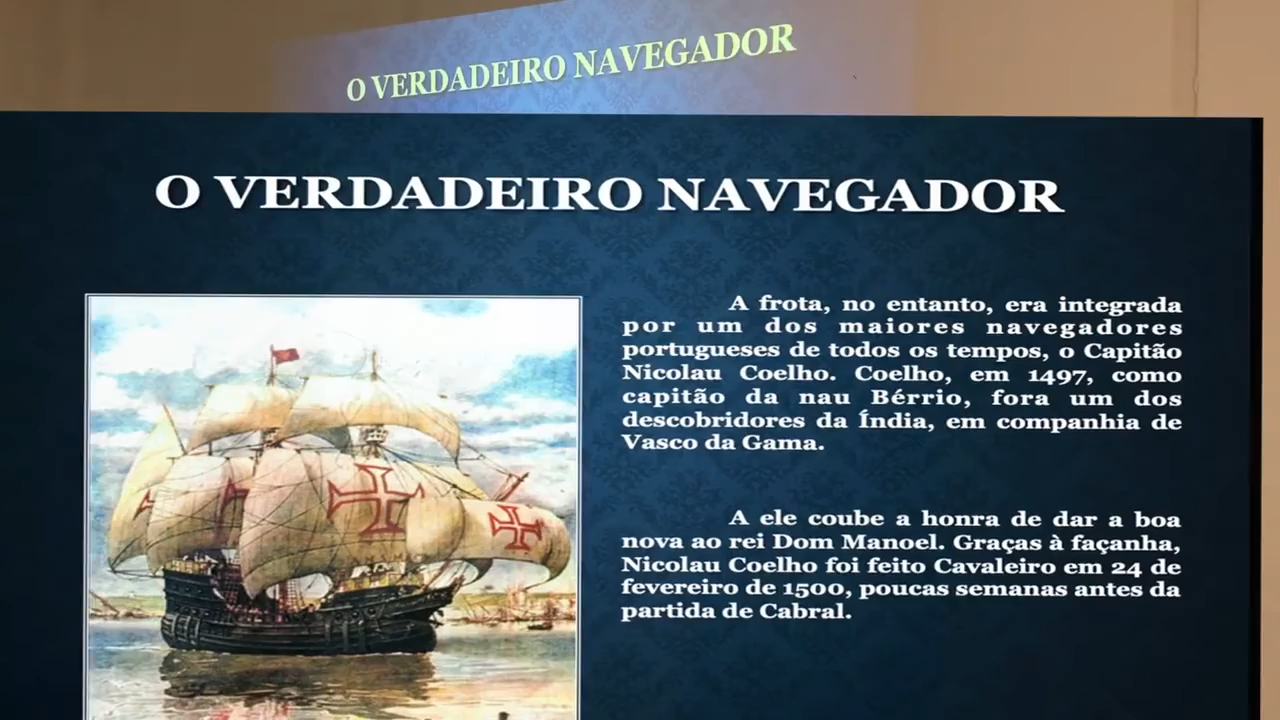 O VERDADEIRO NAVEGADOR
O VERDADEIRO NAVEGADOR
A frota, no entanto, era integrada
por um dos maiores navegadores
portugueses de todos os tempos, o Capitão
Nicolau Coelho. Coelho, em 1497, como
capitão da nau Bérrio, fora um dos
descobridores da Índia, em companhia de
Vasco da Gama.
A ele coube a honra de dar a boa
nova ao rei Dom Manoel. Graças à façanha,
Nicolau Coelho foi feito Cavaleiro em 24 de
fevereiro de 1500, poucas semanas antes da
partida de Cabral.